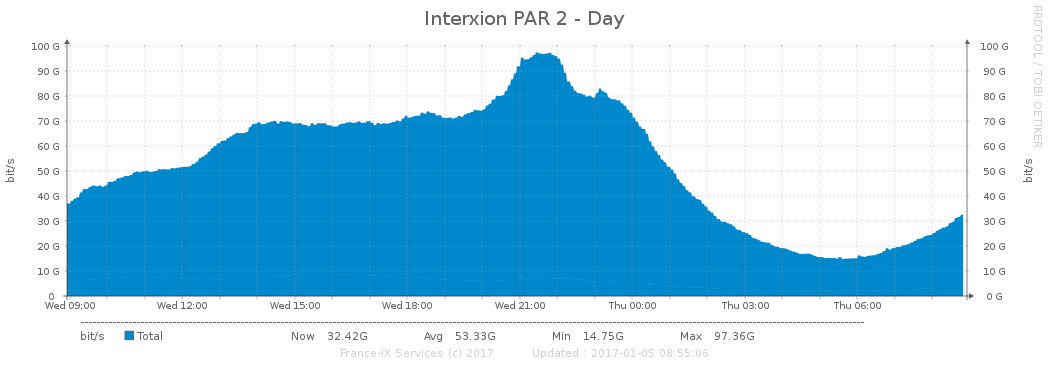 Interxion PAR 2 - Day
RRDTOOL / TOBI OETIKER
100 G 100 G
90 G 90 G
80 G 80 G
70 G 70 G
60 G 60 G
50 G 50 G
40 G 40 G
30 G 30 G
20 G 20 G
10 G 10 G
0 0 G
bit/s
bit/s
Wed 09:00 Wed 12:00 Wed 15:00 Wed 18:00 Wed 21:00 Thu 00:00 Thu 03:00 Thu 06:00
bit/s Total Now 32.42G Avg 53.33G Min 14.75G Max 97.36G
France-IX Services (c) 2017 Updated : 2017-01-05 08:55:06